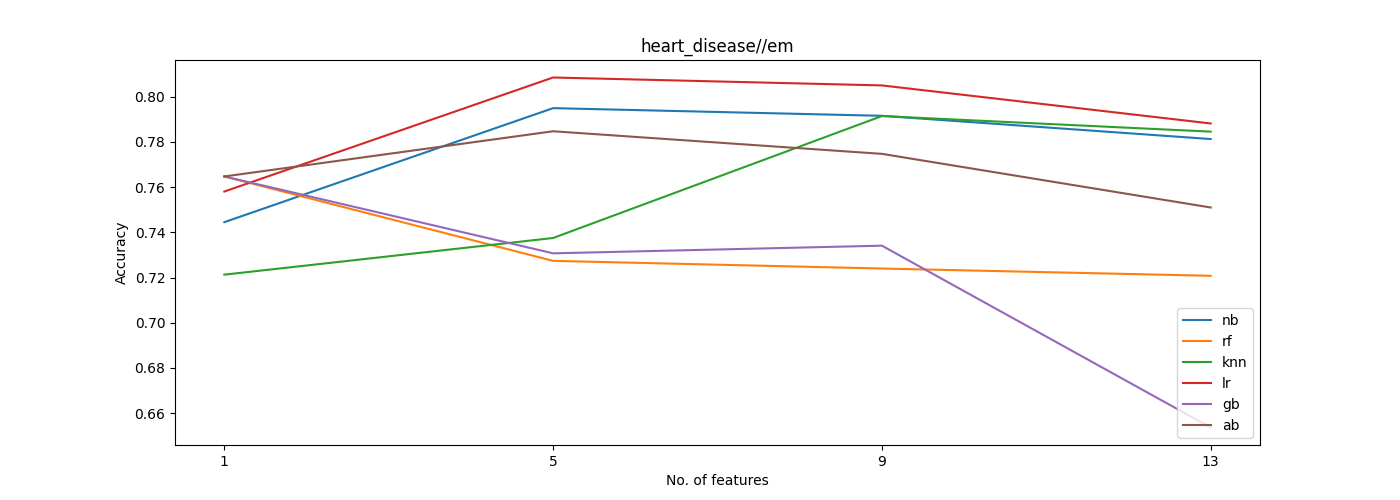 heart_disease//em
Accuracy
0.80
0.78
0.76
0.74
0.72
0.70
0.68
0.66
1 5 9 13
No. of features
nb
rf
knn
lr
gb
ab